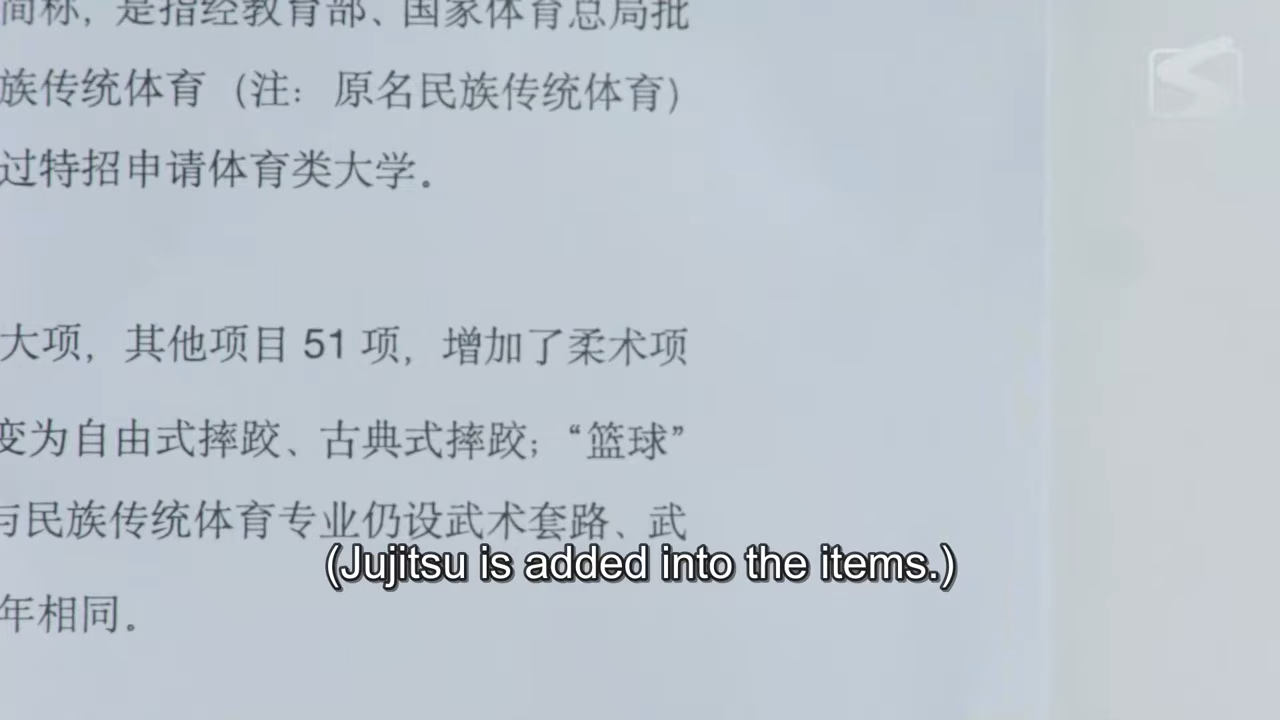 简称，是指经教育部、国家体育总局批
族传统体育（注：原名民族传统体育）
过特招申请体育类大学。
大项，其他项目 51 项，增加了柔术项
变为自由式摔跤、古典式摔跤；“篮球”
与民族传统体育专业仍设武术套路、武
(Jujitsu is added into the items.)
年相同。